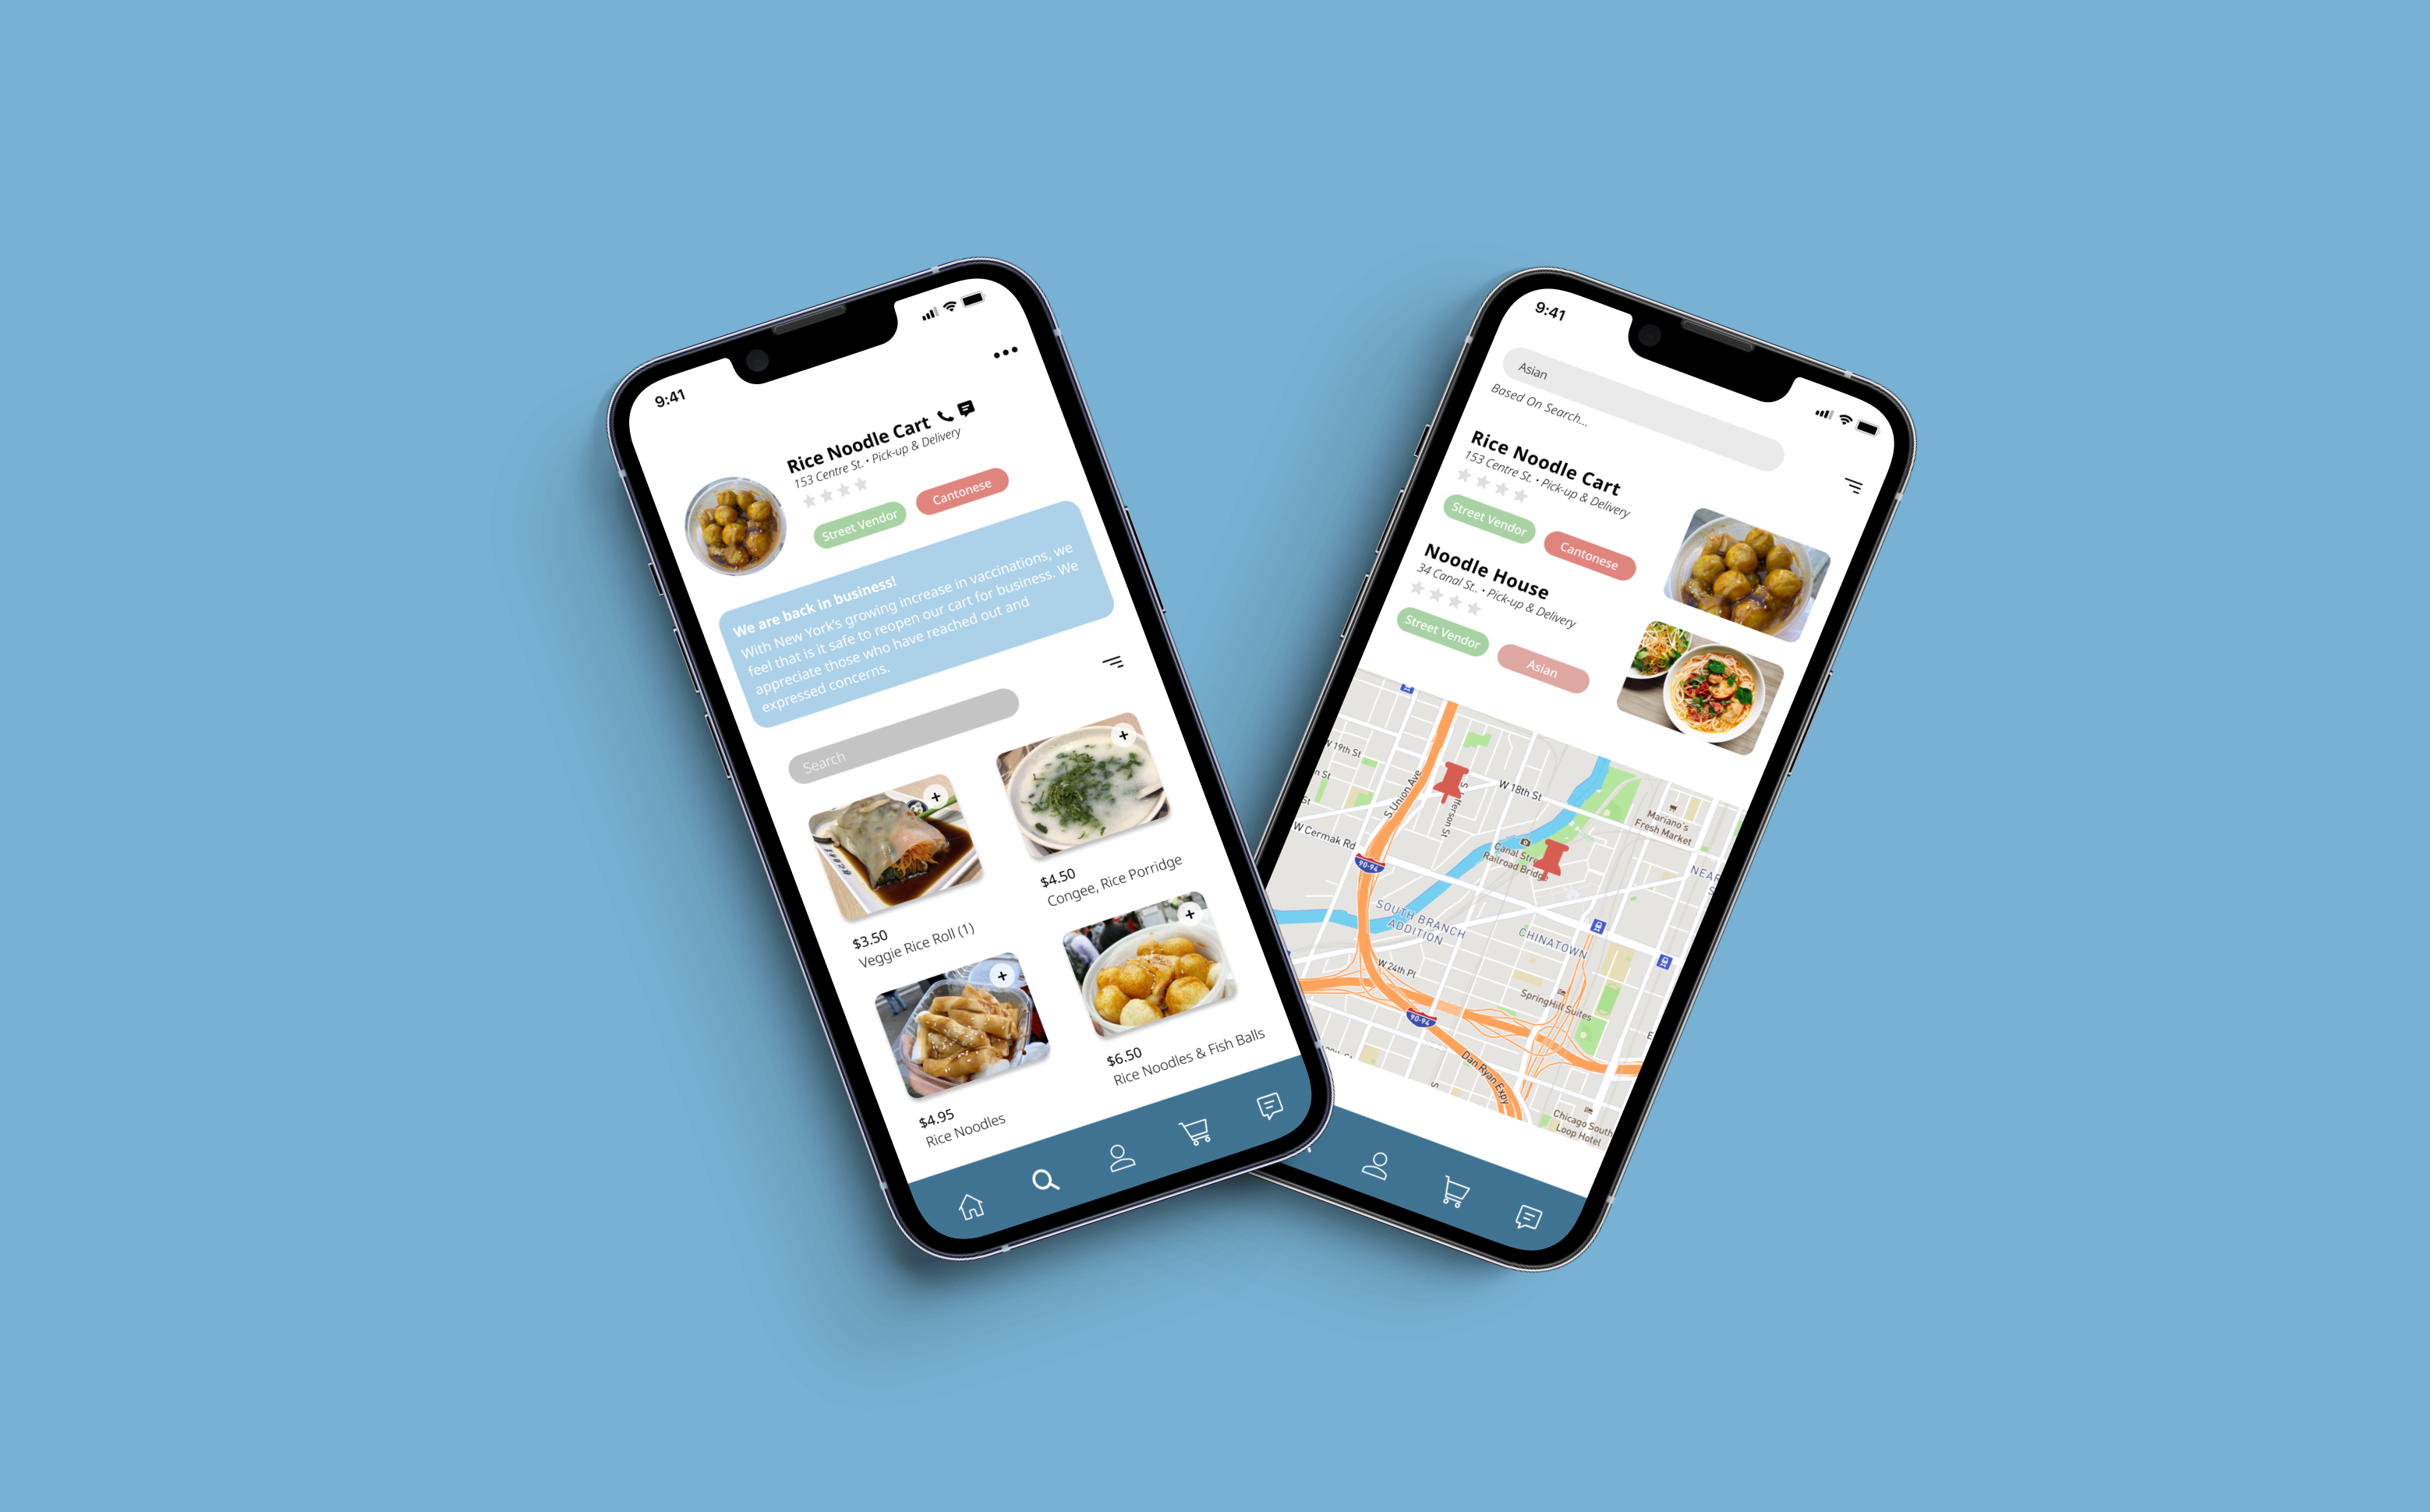 9:41
Rice Noodle Cart
153 Centre St. • Pick-up & Delivery
Street Vendor
Cantonese
We are back in business!
With New York's growing increase in vaccinations, we
feel that is it safe to reopen our cart for business. We
appreciate those who have reached out and
expressed concerns.
Search
$3.50
Veggie Rice Roll (1)
$4.50
Congee, Rice Porridge
$4.95
Rice Noodles
$6.50
Rice Noodles & Fish Balls
9:41
Asian
Based On Search...
Rice Noodle Cart
153 Centre St. • Pick-up & Delivery
Street Vendor
Cantonese
Noodle House
34 Canal St.. • Pick-up & Delivery
Street Vendor
Asian
W 19th St
n St
St
S Union Ave
S Jefferson St
W 18th St
Mariano's
Fresh Market
W Cermak Rd
90-94
Canal Street
Railroad Bridge
NEAR
S
SOUTH BRANCH
ADDITION
CHINATOWN
W 24th Pl
SpringHill Suites
90-94
E
Dan Ryan Expy
S
Chicago South
Loop Hotel